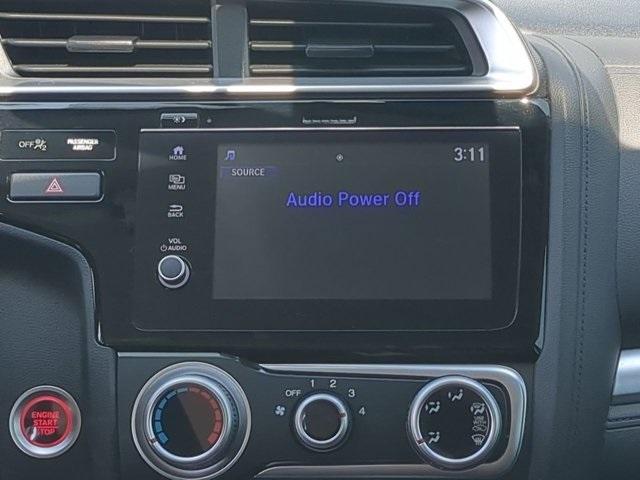 OFF
PASSENGER
AIRBAG
HOME
MENU
BACK
VOL
AUDIO
3:11
SOURCE
Audio Power Off
ENGINE
START
STOP
OFF 1 2 3 4